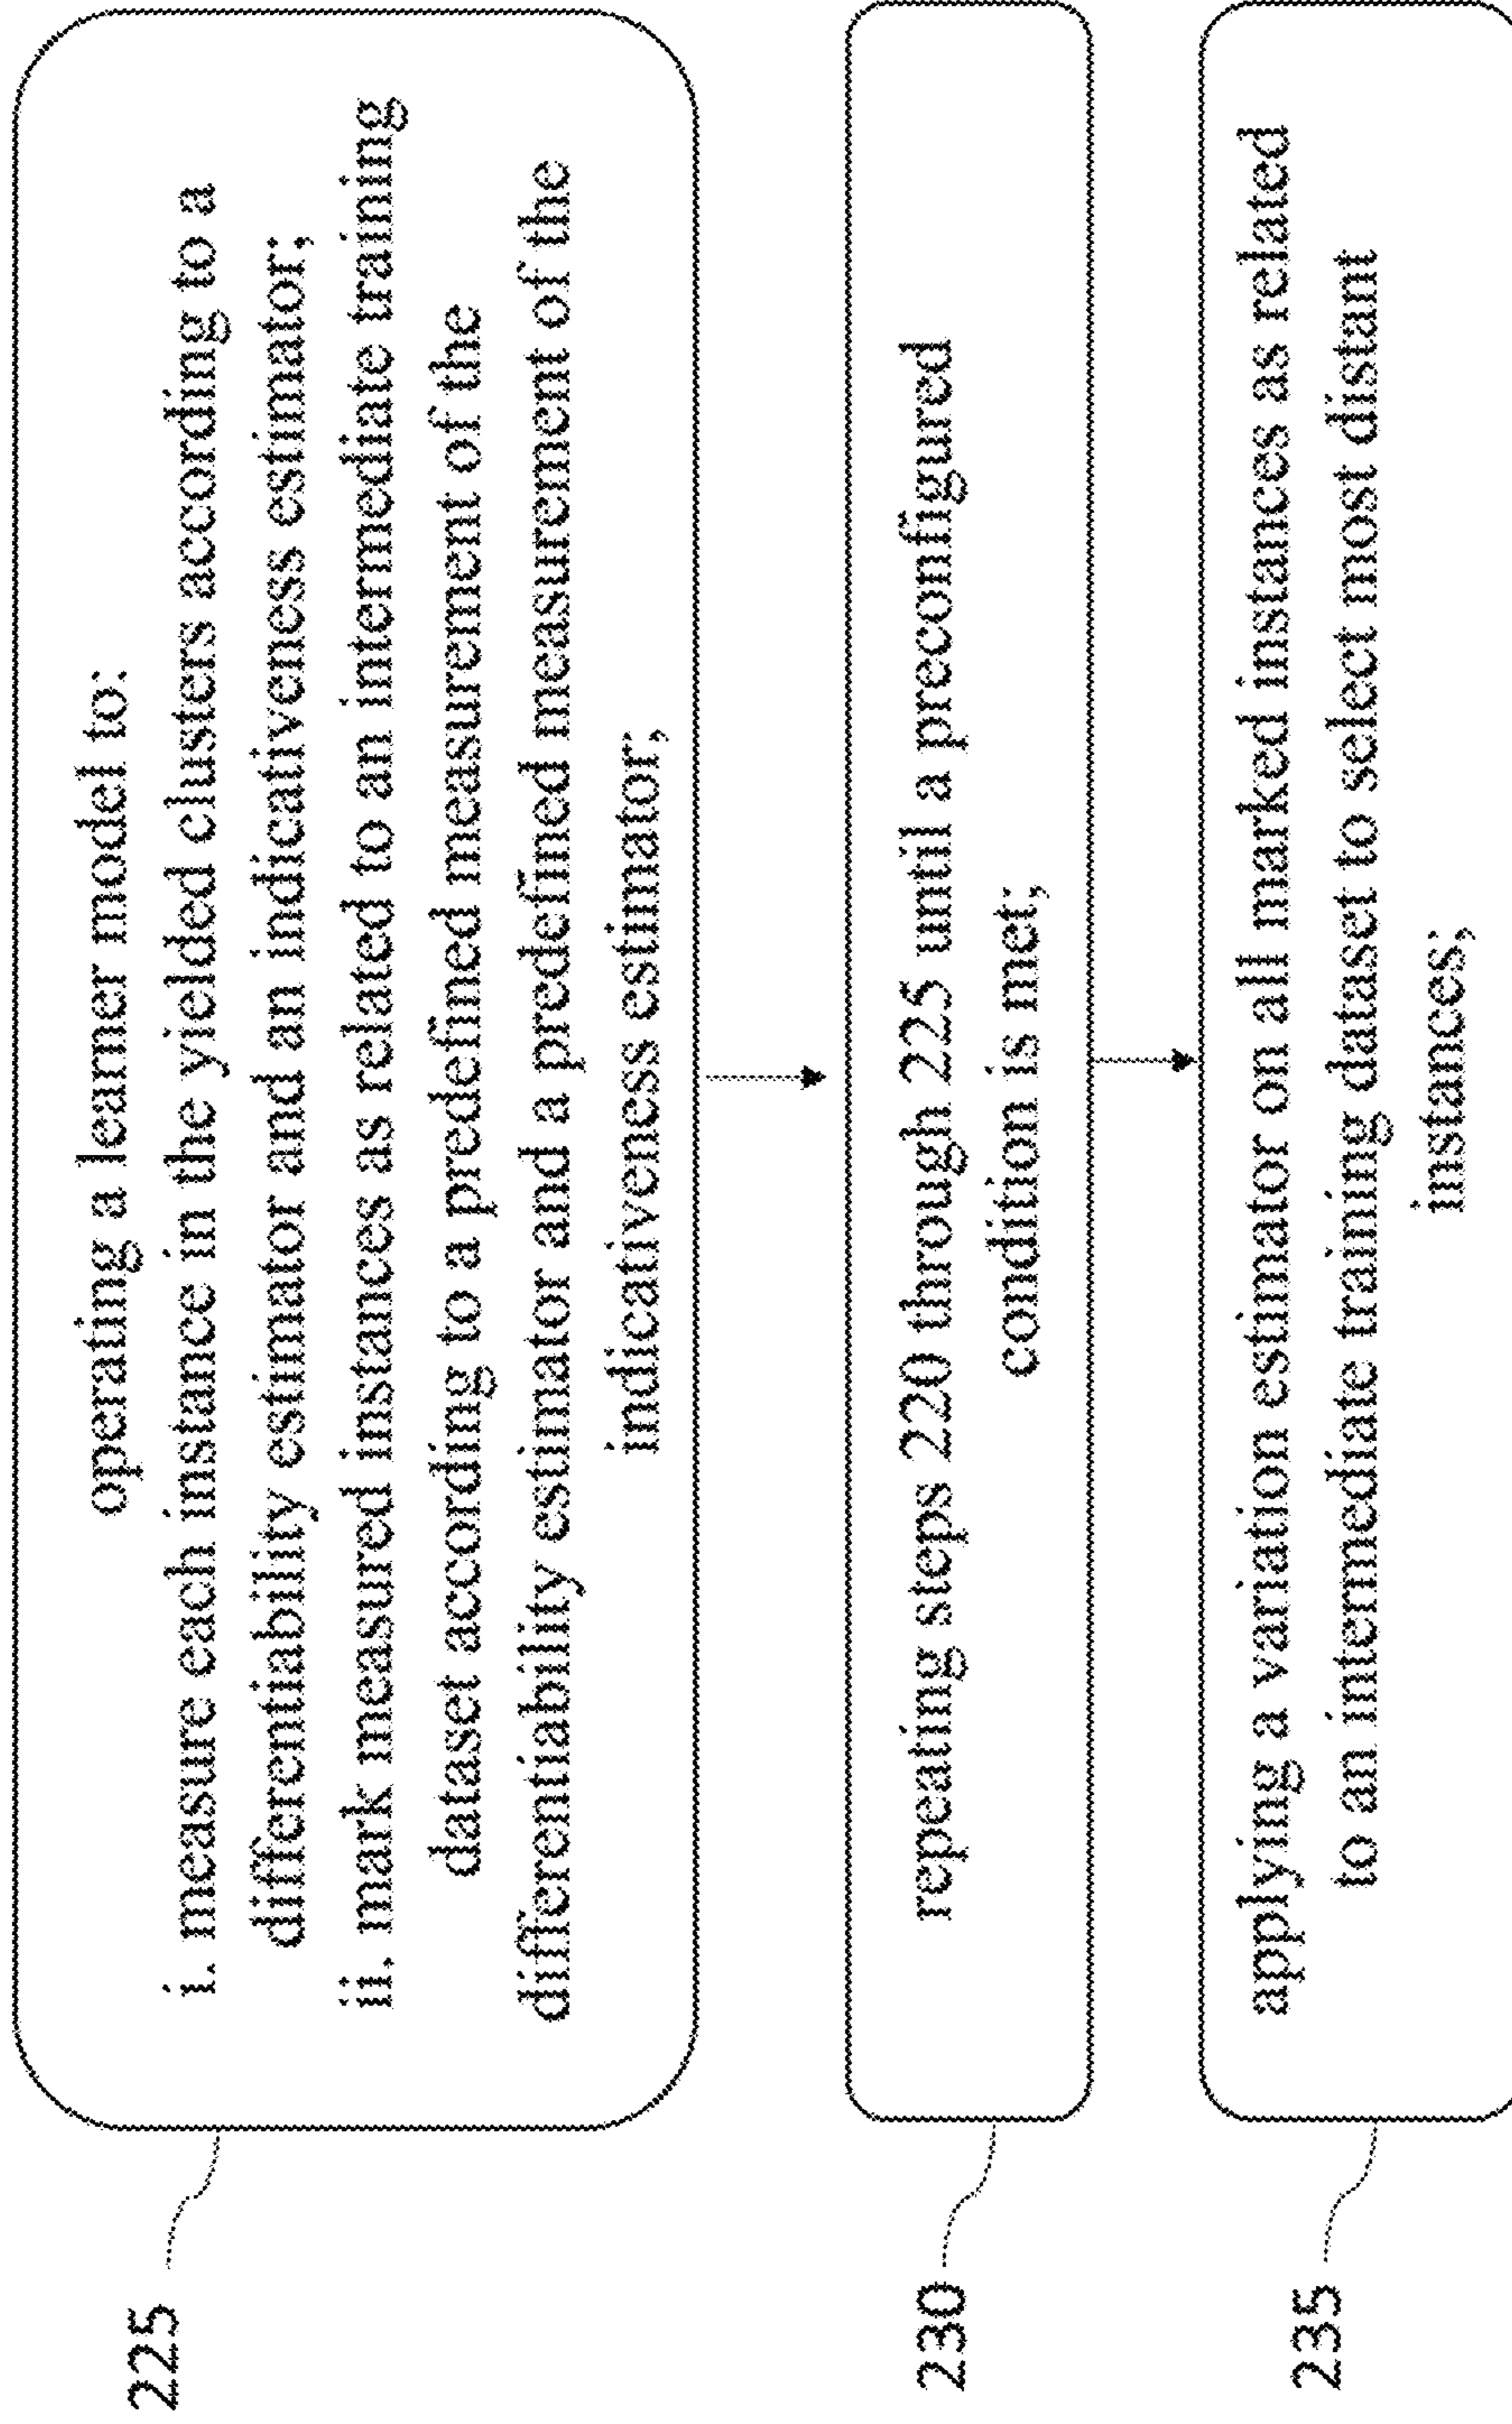 225
operating a learner model to:
i. measure each instance in the yielded clusters according to a
differentiability estimator and an indicativeness estimator;
ii. mark measured instances as related to an intermediate training
dataset according to a predefined measurement of the
differentiability estimator and a predefined measurement of the
indicativeness estimator;
230
repeating steps 220 through 225 until a preconfigured
condition is met;
235
applying a variation estimator on all marked instances as related
to an intermediate training dataset to select most distant
instances;